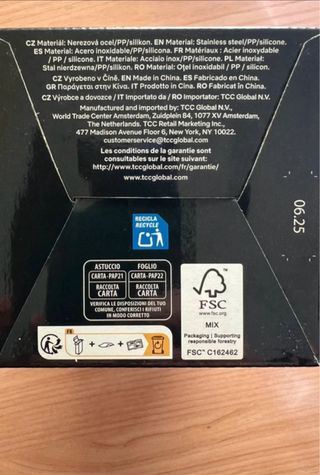 CZ Materiál: Nerezová ocel/PP/silikon. EN Material: Stainless steel/PP/silicone.
ES Material: Acero inoxidable/PP/silicona. FR Matériaux : Acier inoxydable
/ PP / silicone. IT Materiale: Acciaio inox/PP/silicone. PL Materiał:
Stal nierdzewna/PP/silikon. RO Material: Oțel inoxidabil / PP / silicon.
CZ Vyrobeno v Číně. EN Made in China. ES Fabricado en China.
GR Παράγεται στην Κίνα. IT Prodotto in Cina. RO Fabricat în China.
CZ Výrobce a dovozce / IT Importato da / RO Importator: TCC Global N.V.
Manufactured and imported by: TCC Global N.V.,
World Trade Center Amsterdam, Zuidplein 84, 1077 XV Amsterdam,
The Netherlands. TCC Retail Marketing Inc.,
477 Madison Avenue Floor 6, New York, NY 10022.
customerservice@tccglobal.com
Les conditions de la garantie sont
consultables sur le site suivant:
http://www.tccglobal.com/fr/garantie/
www.tccglobal.com
06.25
RECICLA
RECYCLE
ASTUCCIO FOGLIO
CARTA-PAP21 CARTA-PAP22
RACCOLTA CARTA RACCOLTA CARTA
VERIFICA LE DISPOSIZIONI DEL TUO
COMUNE, CONFERISCI I RIFIUTI
IN MODO CORRETTO
FR
+ +
FSC
www.fsc.org
MIX
Packaging | Supporting
responsible forestry
FSC™ C162462